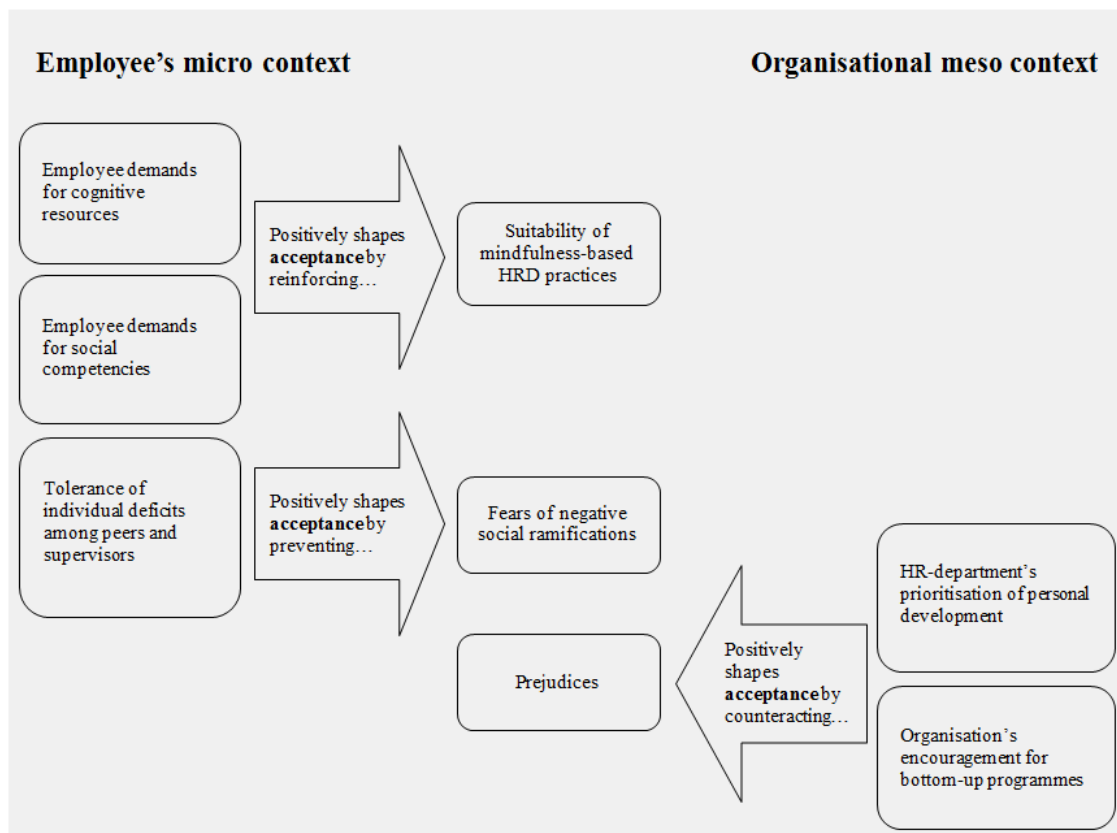 Employee's micro context
Organisational meso context
Employee demands
for cognitive
resources
Positively shapes
acceptance by
reinforcing…
Suitability of
mindfulness-based
HRD practices
Employee demands
for social
competencies
Tolerance of
individual deficits
among peers and
supervisors
Positively shapes
acceptance by
preventing…
Fears of negative
social ramifications
HR-department's
prioritisation of personal
development
Prejudices
Positively
shapes
acceptance by
counteracting…
Organisation's
encouragement for
bottom-up programmes